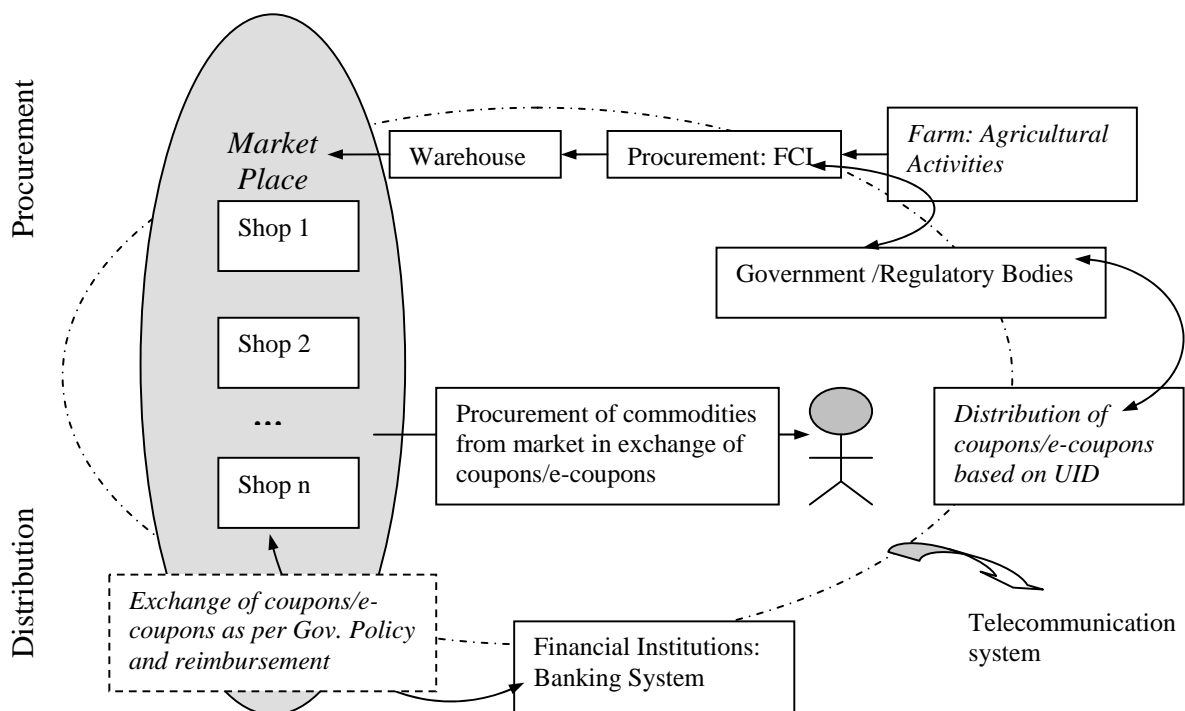 Procurement
Distribution
Market
Place
Shop 1
Shop 2
...
Shop n
Warehouse
Procurement: FCI
Farm: Agricultural
Activities
Government /Regulatory Bodies
Procurement of commodities
from market in exchange of
coupons/e-coupons
Distribution of
coupons/e-coupons
based on UID
Exchange of coupons/e-
coupons as per Gov. Policy
and reimbursement
Financial Institutions:
Banking System
Telecommunication
system